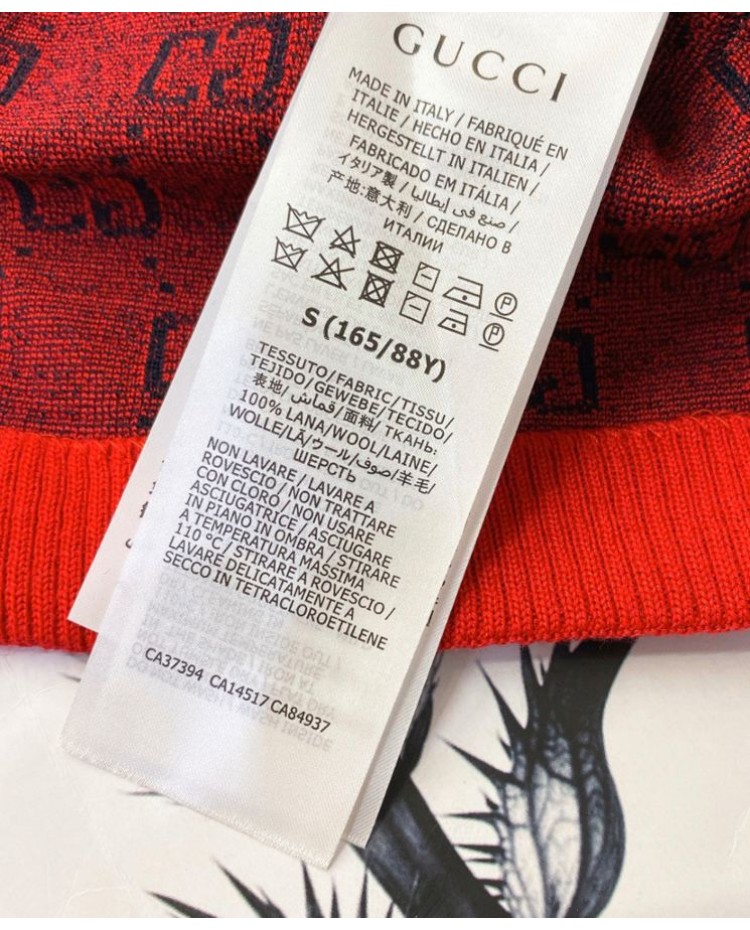 GUCCI
MADE IN ITALY / FABRIQUÉ EN
ITALIE / HECHO EN ITALIA /
HERGESTELLT IN ITALIEN /
FABRICADO EM ITÁLIA /
イタリア製 / صنع في إيطاليا /
产地:意大利 / СДЕЛАНО В
ИТАЛИИ
S (165/88Y)
TESSUTO/FABRIC/TISSU/
TEJIDO/GEWEBE/TECIDO/
表地/قماش/面料/ТКАНЬ:
100% LANA/WOOL/LAINE/
WOLLE/LÃ/ウール/صوف/羊毛/
ШЕРСТЬ
NON LAVARE / LAVARE A
ROVESCIO / NON TRATTARE
CON CLORO / NON USARE
ASCIUGATRICE / ASCIUGARE
IN PIANO IN OMBRA / STIRARE
A TEMPERATURA MASSIMA
110 °C / STIRARE A ROVESCIO /
LAVARE DELICATAMENTE A
SECCO IN TETRACLOROETILENE
CA37394 CA14517 CA84937